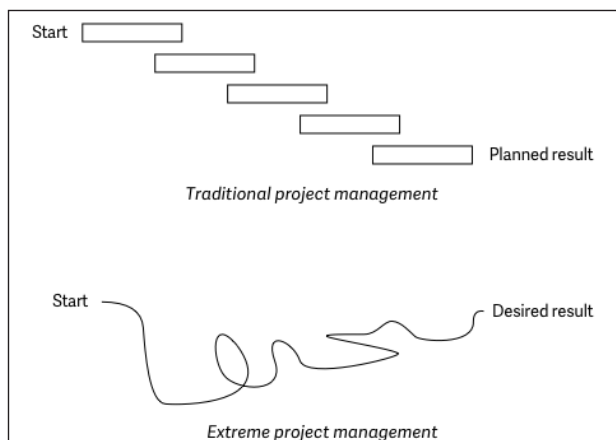 Start
Planned result
Traditional project management
Start
Desired result
Extreme project management